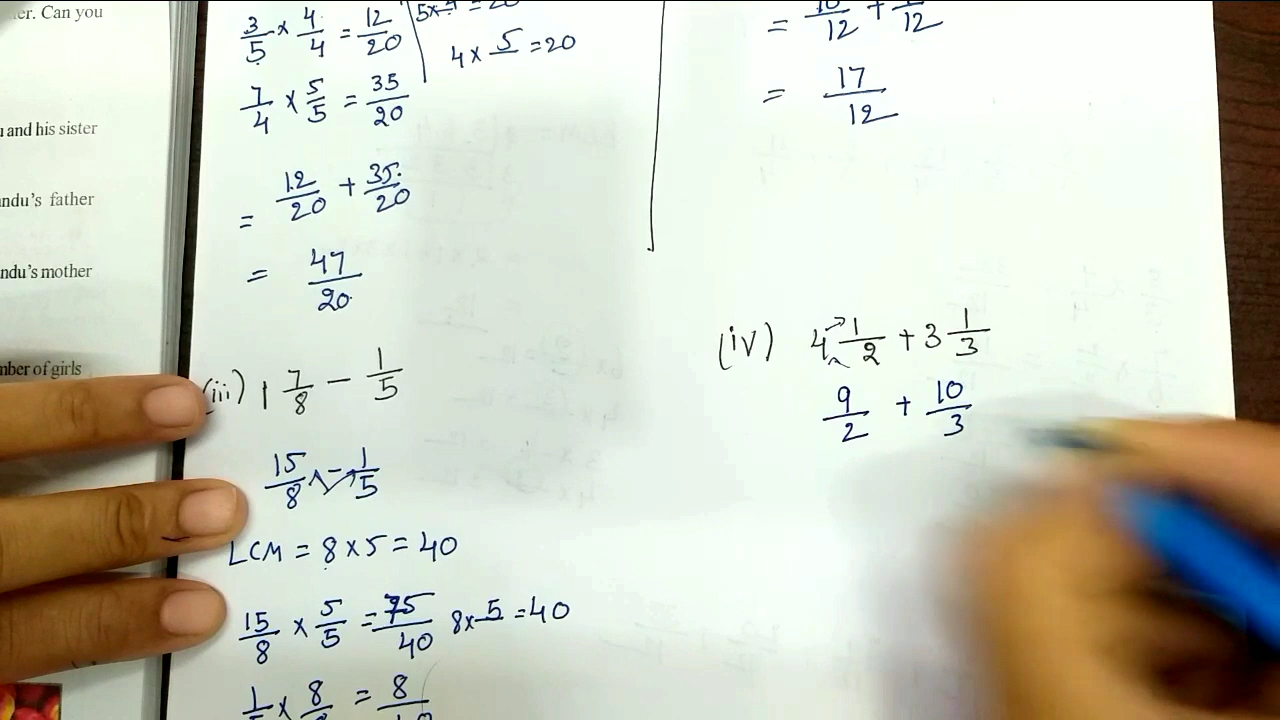 er. Can you
and his sister
ndu's father
ndu's mother
nber of girls
3/5 × 4/4 = 12/20
4 × 5 = 20
7/4 × 5/5 = 35/20
= 12/20 + 35/20
= 47/20
(iii) 1 7/8 − 1/5
15/8 − 1/5
LCM = 8 × 5 = 40
15/8 × 5/5 = 75/40 8 × 5 = 40
= 17/12
(iv) 4 1/2 + 3 1/3
9/2 + 10/3